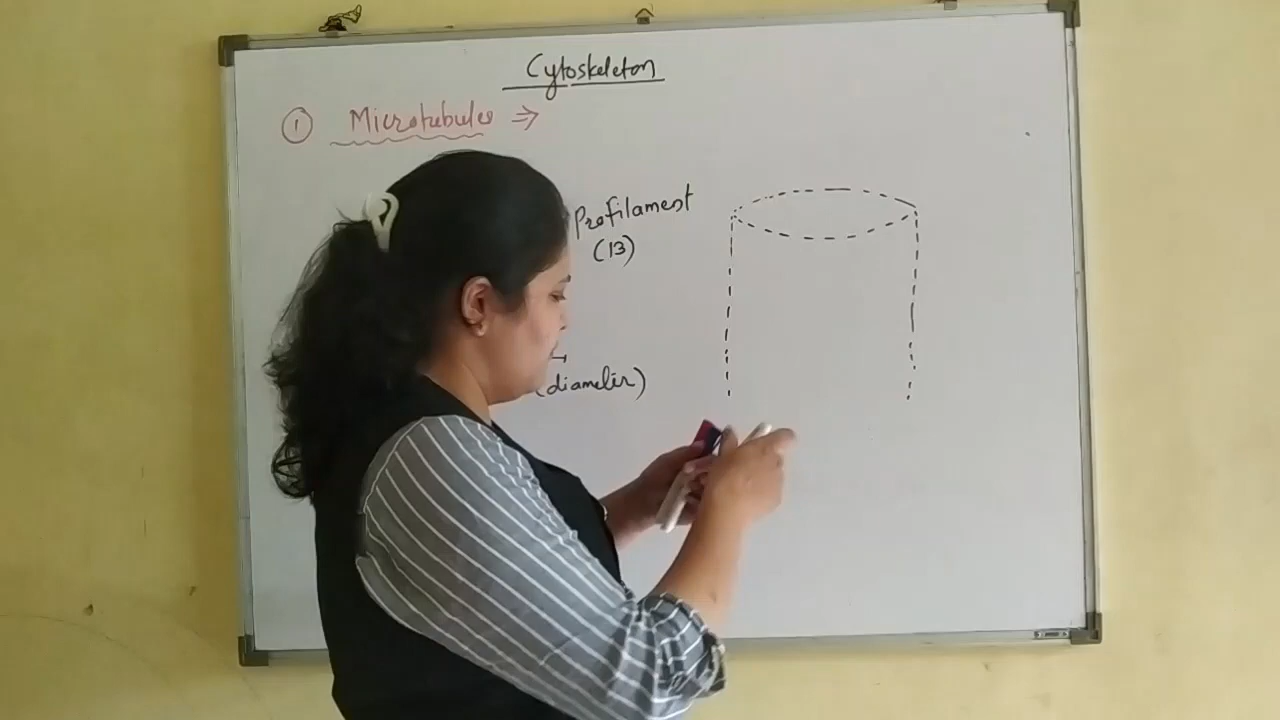 Cytoskeleton
① Microtubules ⇒
Profilament
(13)
(diameter)